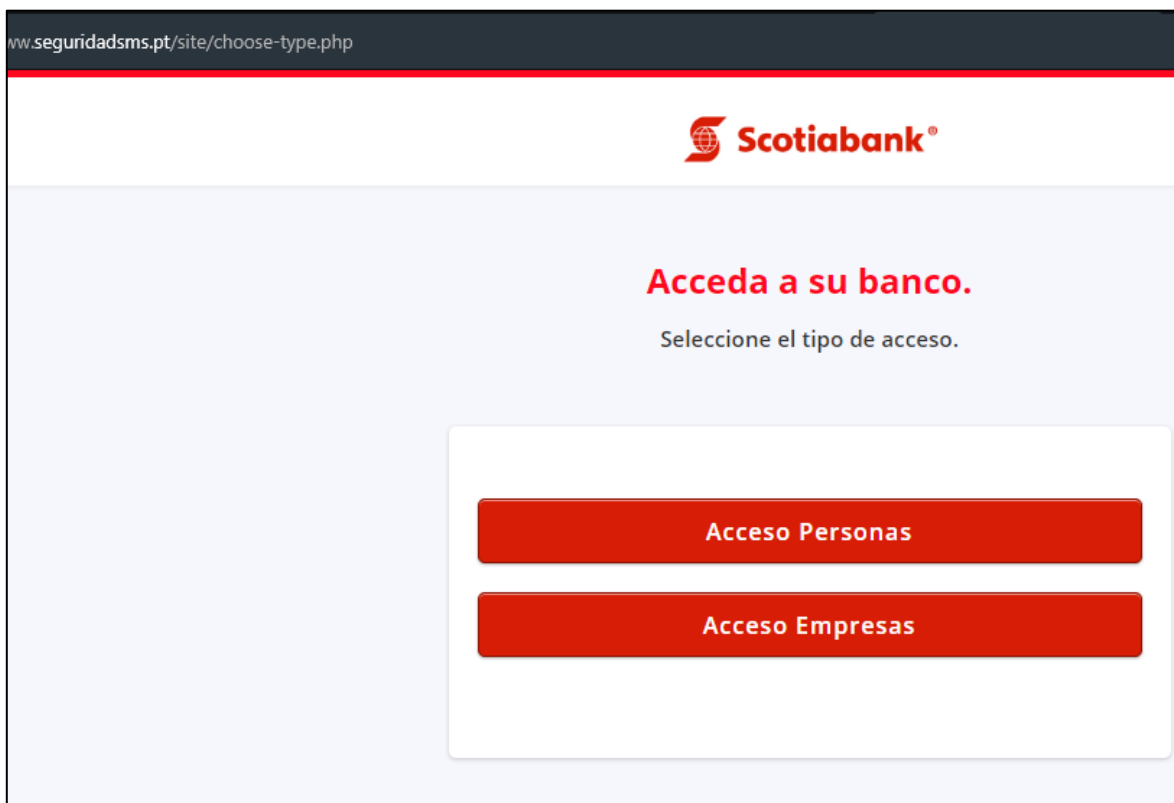 ww.seguridadsms.pt/site/choose-type.php
Scotiabank®
Acceda a su banco.
Seleccione el tipo de acceso.
Acceso Personas
Acceso Empresas